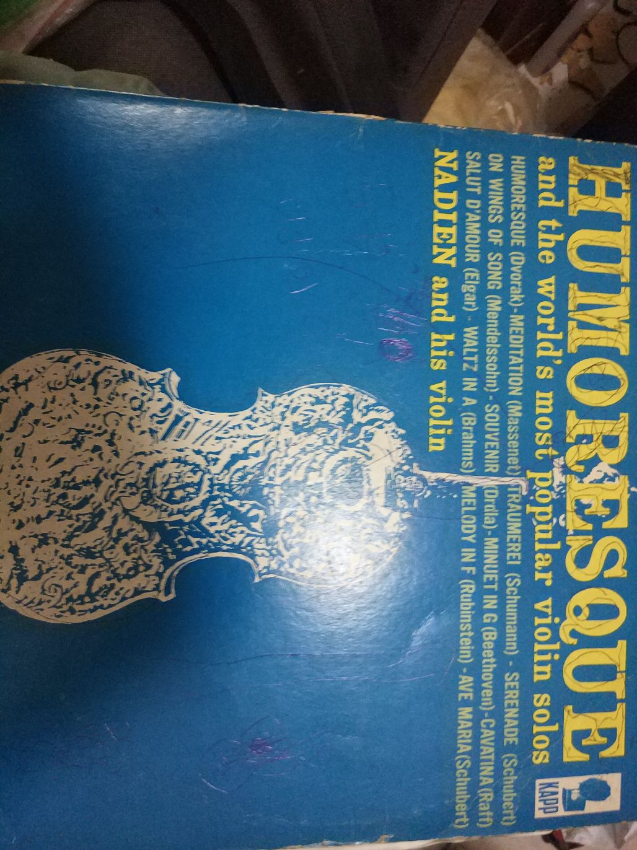 HUMORESQUE
and the world's most popular violin solos
HUMORESQUE (Dvorak) - MEDITATION (Massenet) TRAUMEREI (Schumann) - SERENADE (Schubert)
ON WINGS OF SONG (Mendelssohn) - SOUVENIR (Drdla) - MINUET IN G (Beethoven) - CAVATINA (Raff)
SALUT D'AMOUR (Elgar) - WALTZ IN A (Brahms) MELODY IN F (Rubinstein) - AVE MARIA (Schubert)
NADIEN and his violin
KAPP